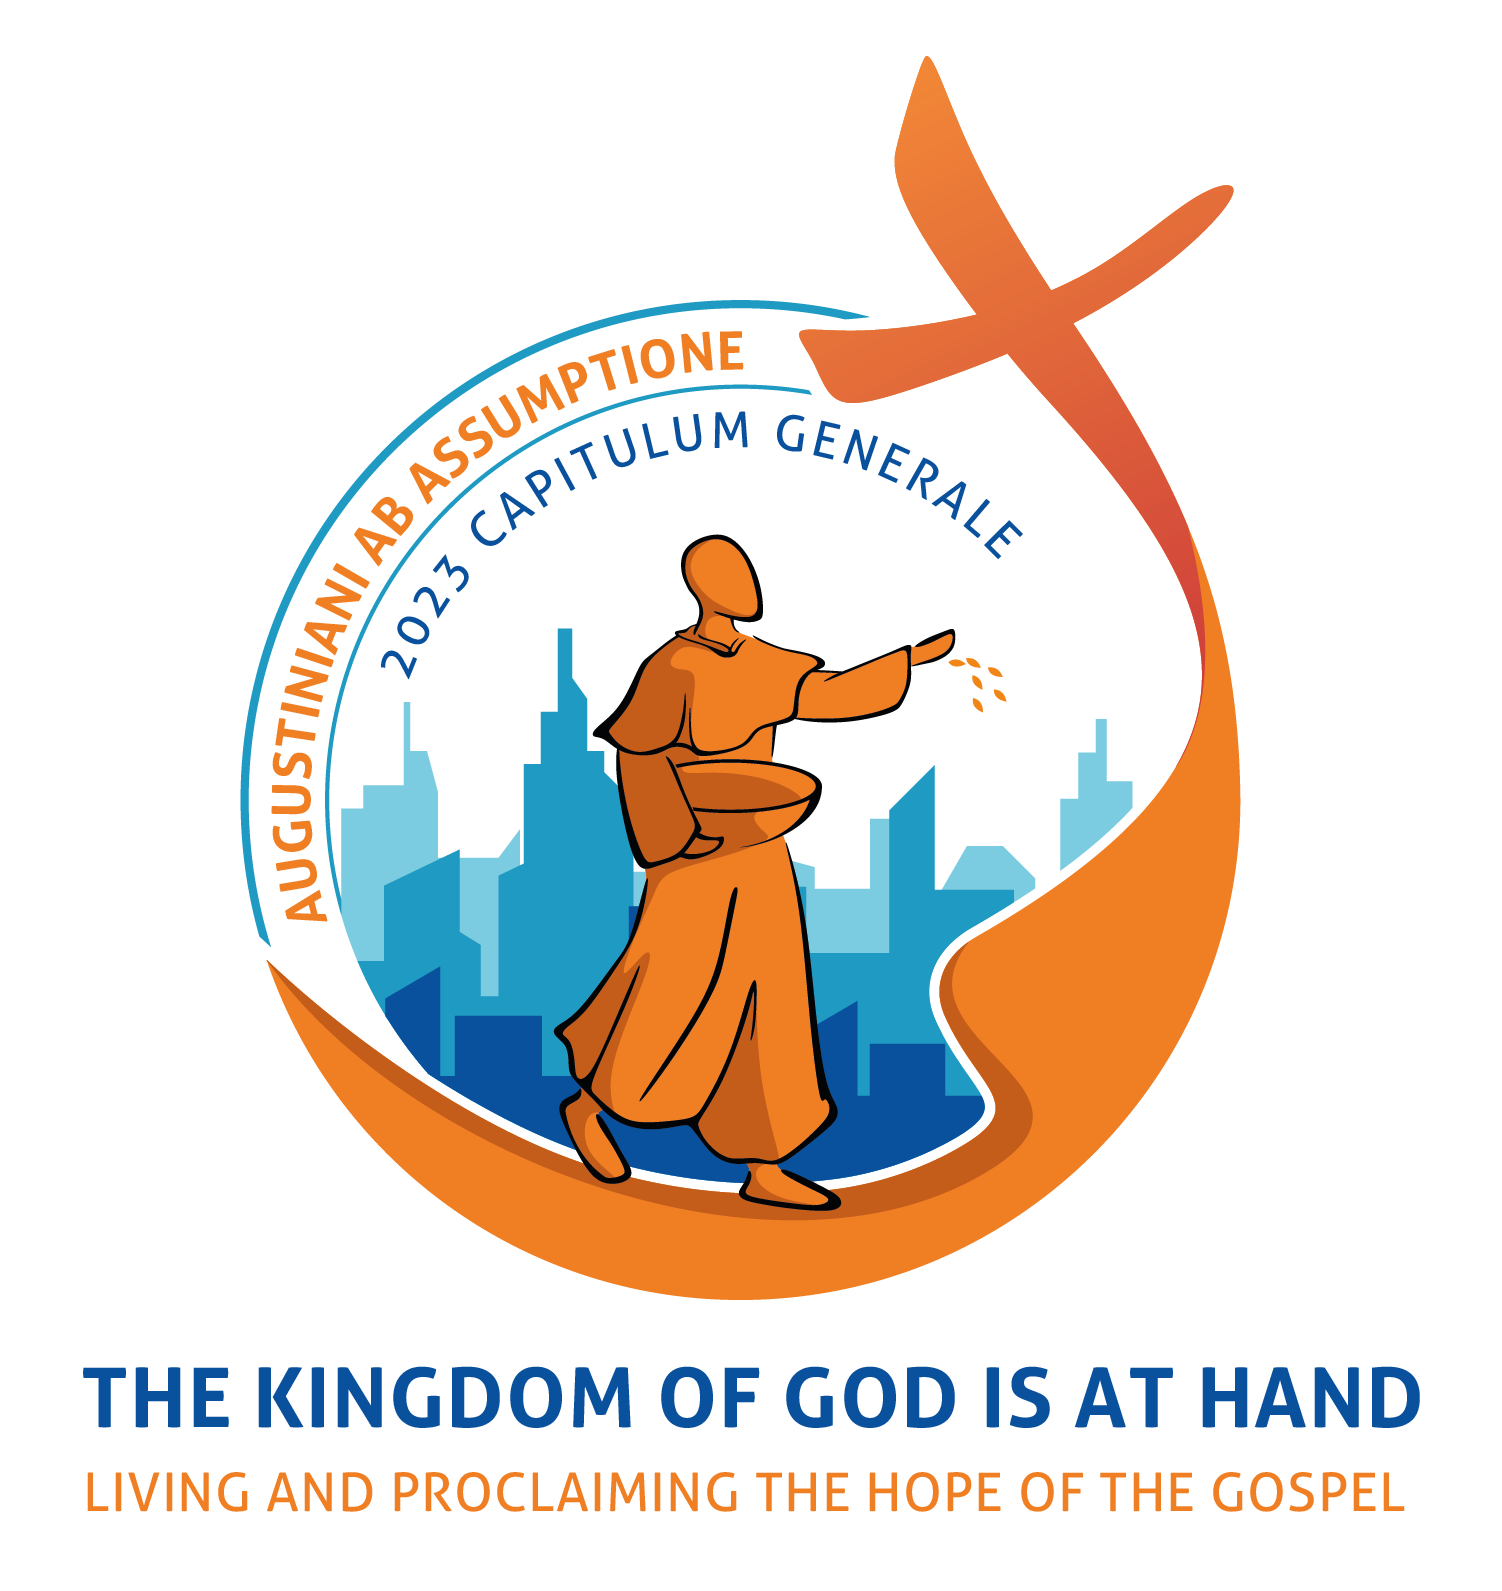 AUGUSTINIANI AB ASSUMPTIONE
2023 CAPITULUM GENERALE
THE KINGDOM OF GOD IS AT HAND
LIVING AND PROCLAIMING THE HOPE OF THE GOSPEL